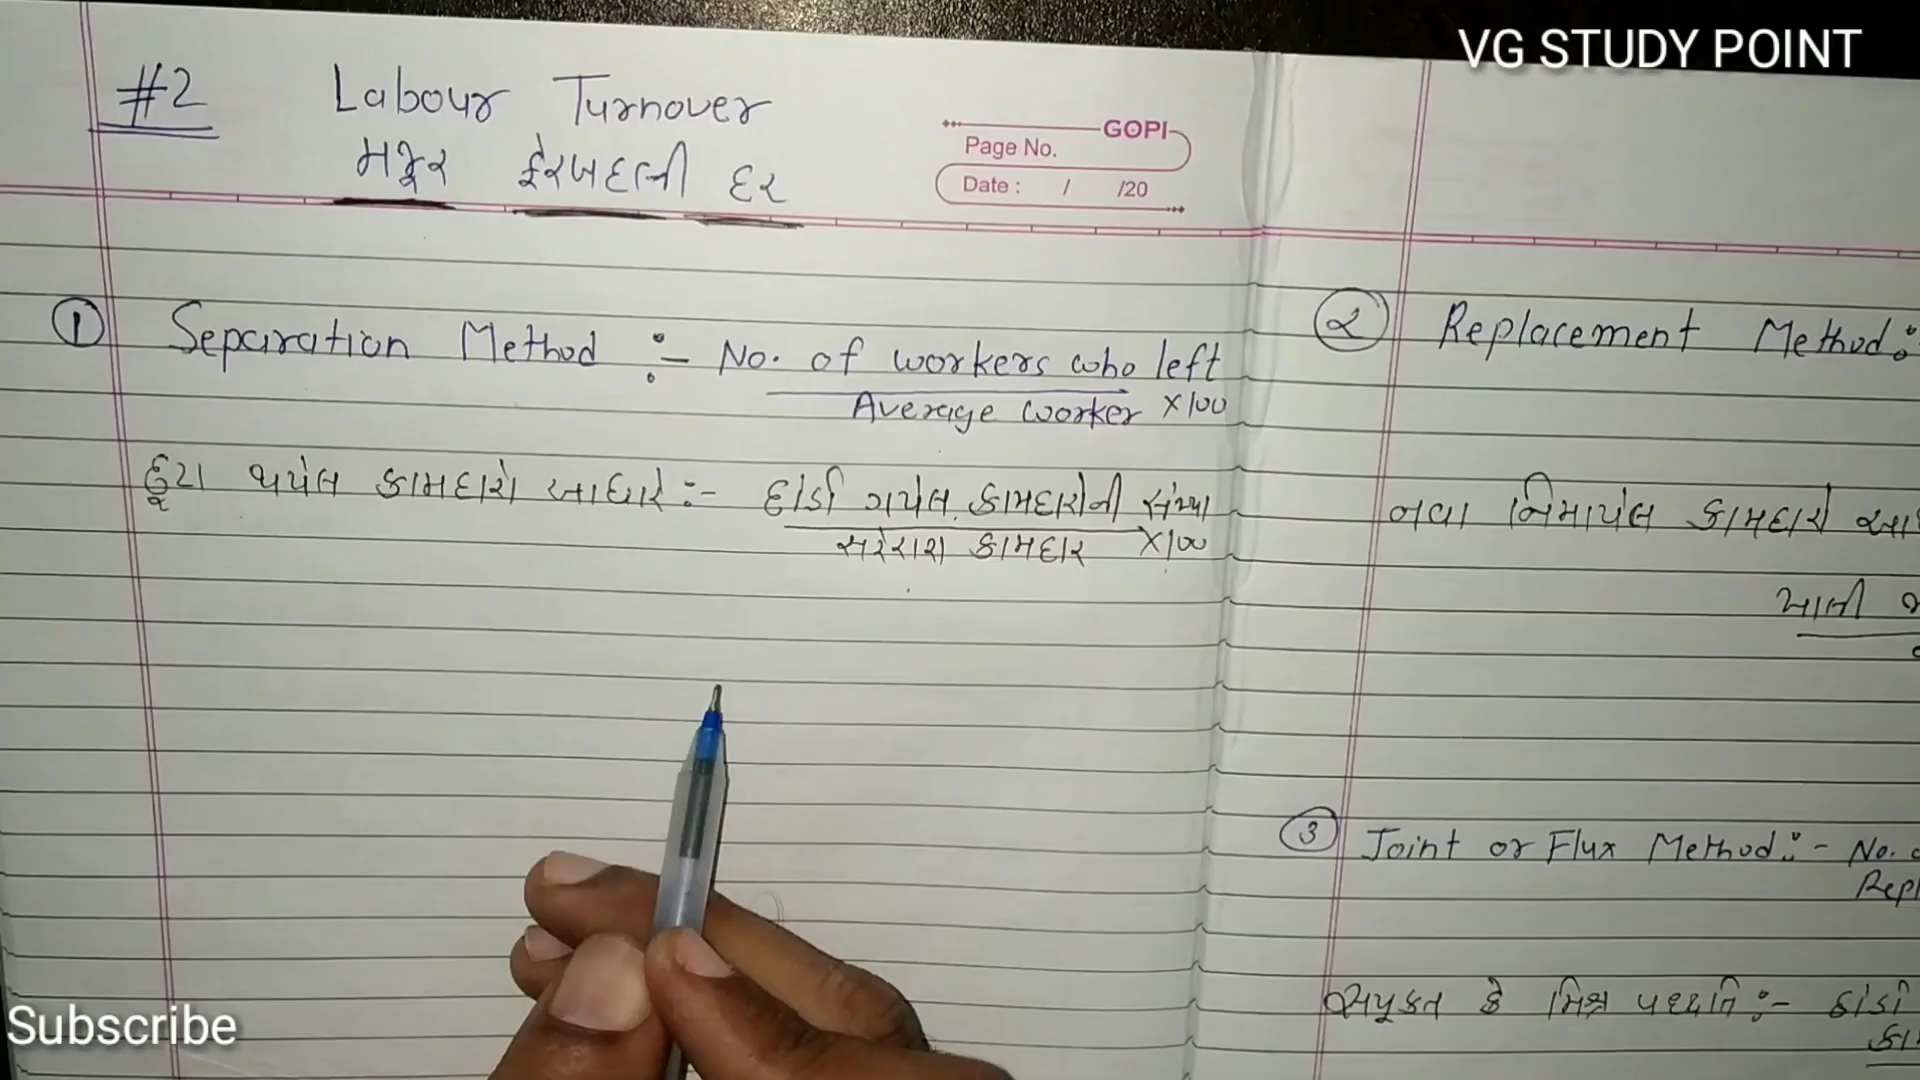 VG STUDY POINT
#2 Labour Turnover
મજૂર ફેરબદલી દર
GOPI
Page No.
Date : / /20
① Separation Method :- No. of workers who left
Average worker ×100
છુટા થયેલ કામદારો આધારે :- છોડી ગયેલ કામદારોની સંખ્યા
સરેરાશ કામદાર ×100
② Replacement Method :
નવા નિમાયેલ કામદારો
ખાલી
③ Joint or Flux Method :- No.
સંયુક્ત કે મિશ્ર પધ્ધતિ :- છોડી
Subscribe